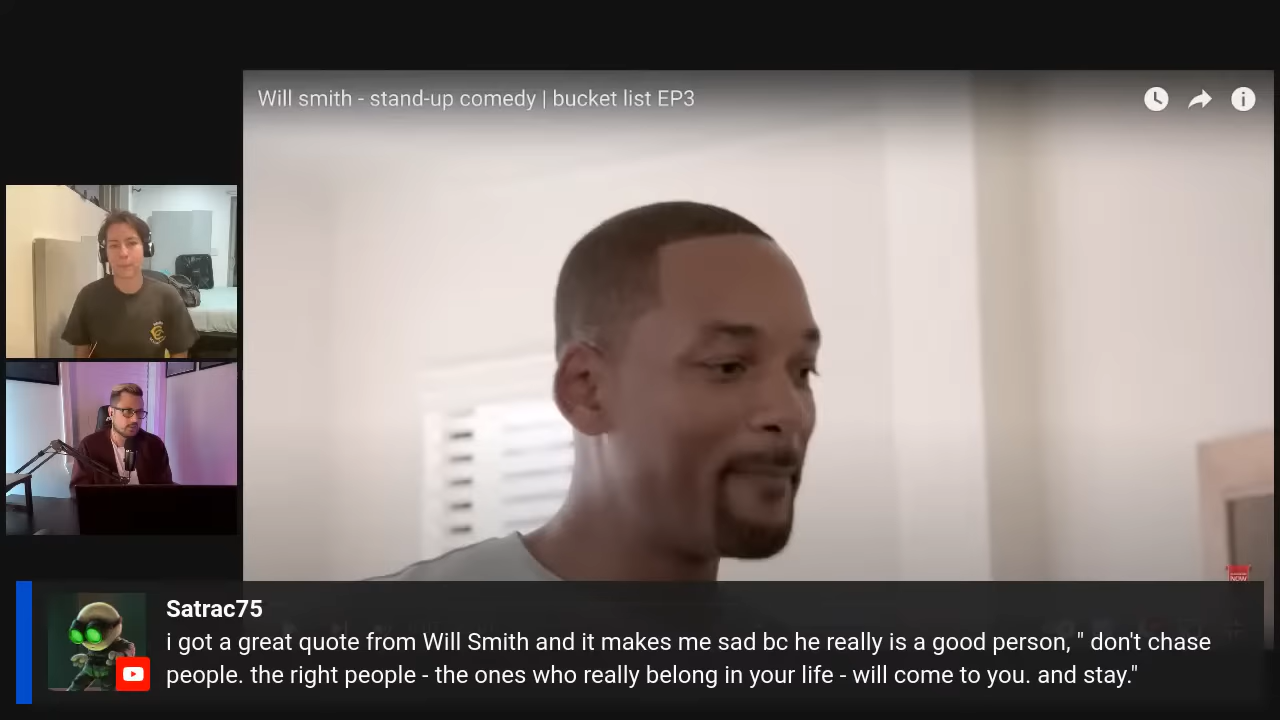 Will smith - stand-up comedy | bucket list EP3
NOW
Satrac75
i got a great quote from Will Smith and it makes me sad bc he really is a good person, " don't chase
people. the right people - the ones who really belong in your life - will come to you. and stay."